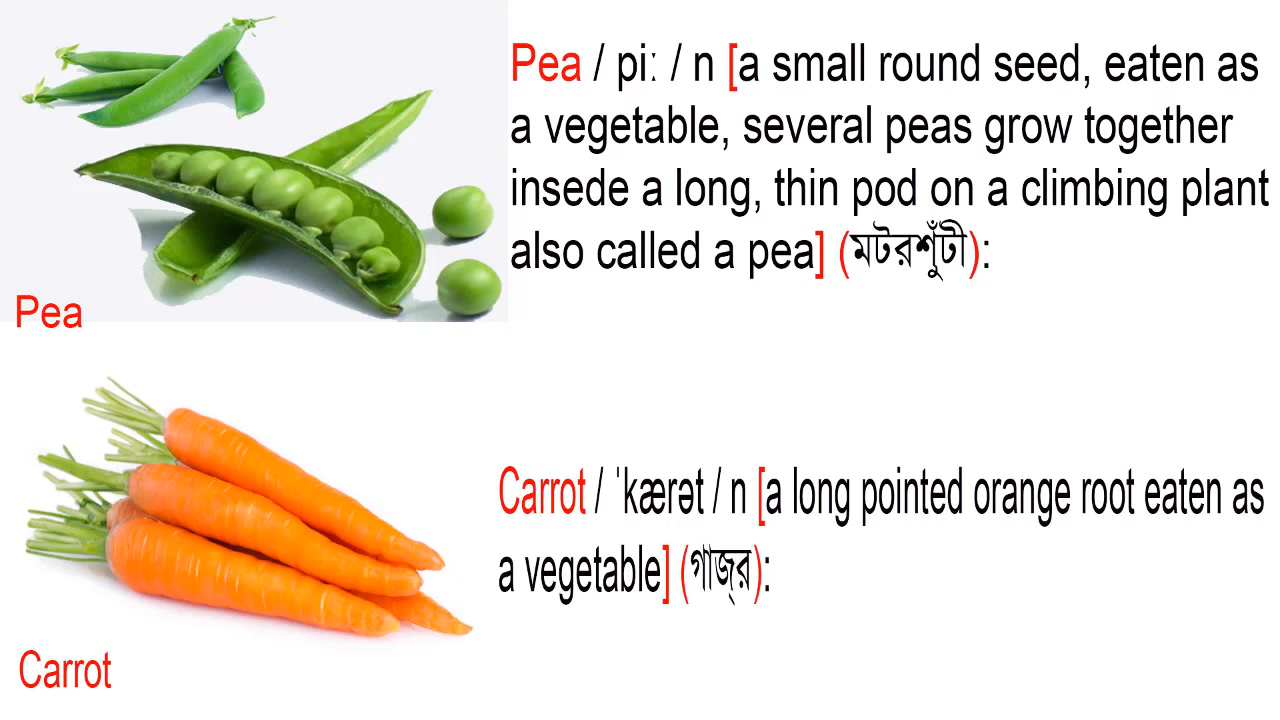 Pea / piː / n [a small round seed, eaten as
a vegetable, several peas grow together
insede a long, thin pod on a climbing plant
also called a pea] (মটরশুঁটী):
Pea
Carrot / ˈkærət / n [a long pointed orange root eaten as
a vegetable] (গাজ্র):
Carrot